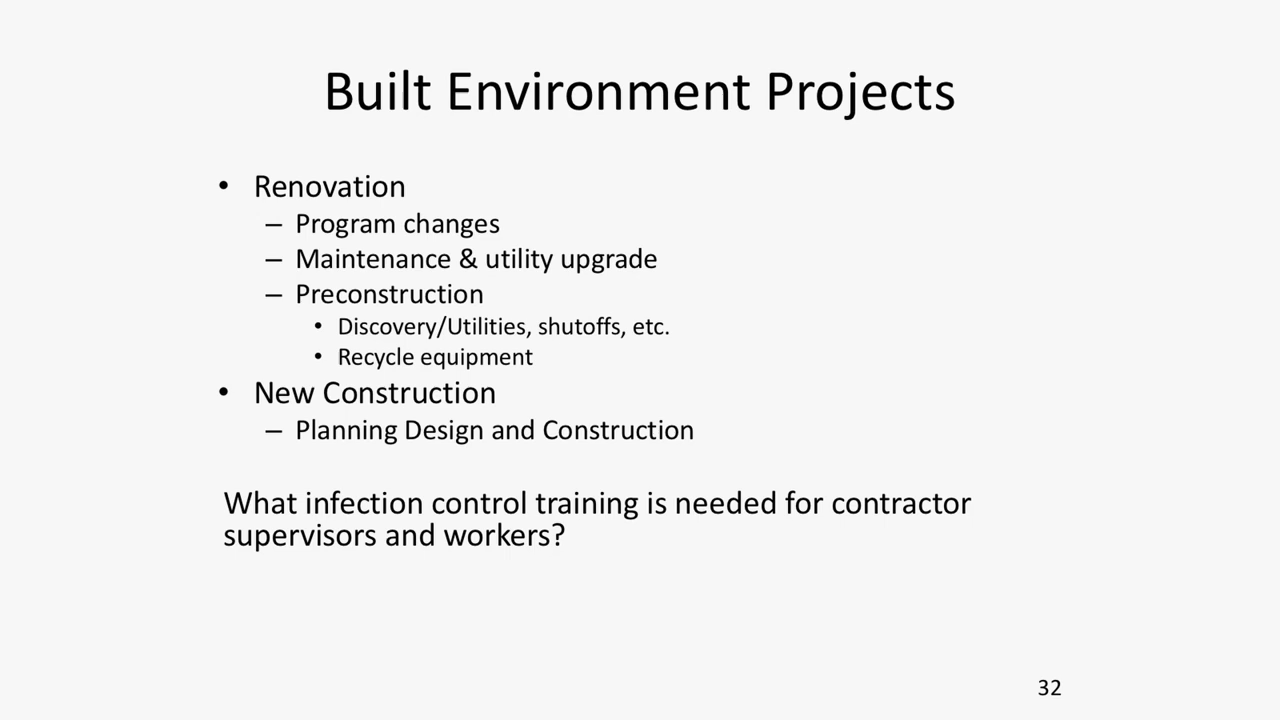 Built Environment Projects
• Renovation
– Program changes
– Maintenance & utility upgrade
– Preconstruction
• Discovery/Utilities, shutoffs, etc.
• Recycle equipment
• New Construction
– Planning Design and Construction
What infection control training is needed for contractor
supervisors and workers?
32